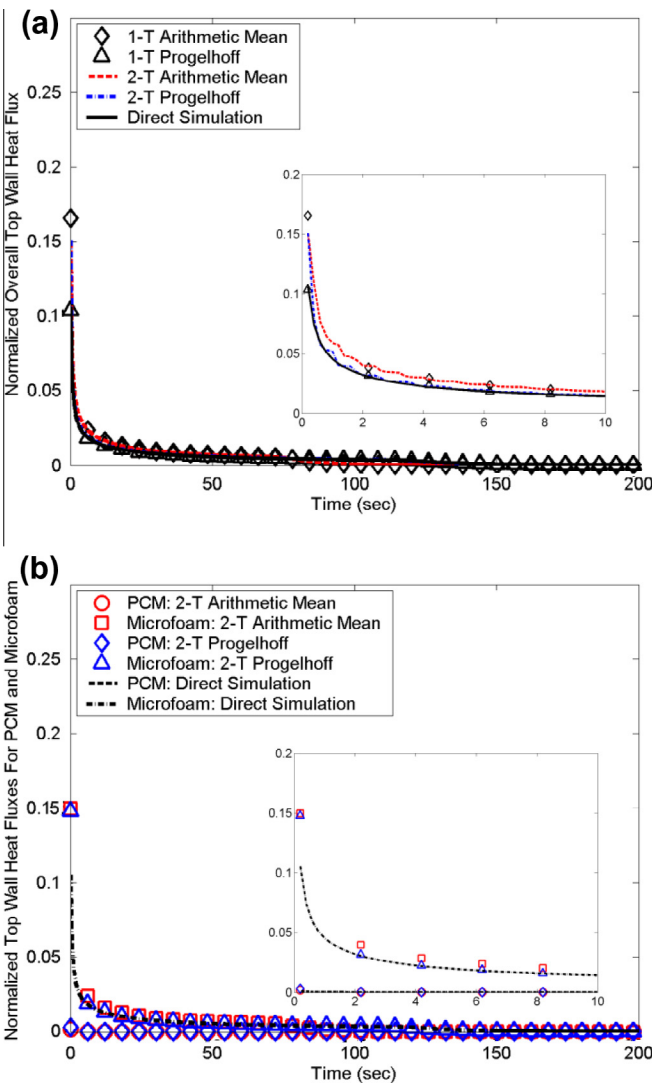 (a)
Normalized Overall Top Wall Heat Flux
0.25
0.2
0.15
0.1
0.05
0
1-T Arithmetic Mean
1-T Progelhoff
2-T Arithmetic Mean
2-T Progelhoff
Direct Simulation
0.2
0.15
0.1
0.05
0
0 2 4 6 8 10
0 50 100 150 200
Time (sec)
(b)
Normalized Top Wall Heat Fluxes For PCM and Microfoam
0.25
0.2
0.15
0.1
0.05
0
PCM: 2-T Arithmetic Mean
Microfoam: 2-T Arithmetic Mean
PCM: 2-T Progelhoff
Microfoam: 2-T Progelhoff
PCM: Direct Simulation
Microfoam: Direct Simulation
0.2
0.15
0.1
0.05
0
0 2 4 6 8 10
0 50 100 150 200
Time (sec)